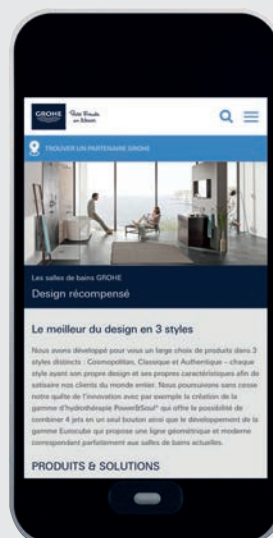 GROHE
TROUVER UN PARTENAIRE GROHE
Les salles de bains GROHE
Design récompensé
Le meilleur du design en 3 styles
Nous avons développé pour vous un large choix de produits dans 3
styles distincts : Cosmopolitan, Classique et Authentique – chaque
style ayant son propre design et ses propres caractéristiques afin de
satisaire nos clients du monde entier. Nous poursuivons sans cesse
notre quête de l'innovation avec par exemple la création de la
gamme d'hydrothérapie Power&Soul® qui offre la possibilité de
combiner 4 jets en un seul bouton ainsi que le développement de la
gamme Eurocube qui propose une ligne géométrique et moderne
correspondant parfaitement aux salles de bains actuelles.
PRODUITS & SOLUTIONS